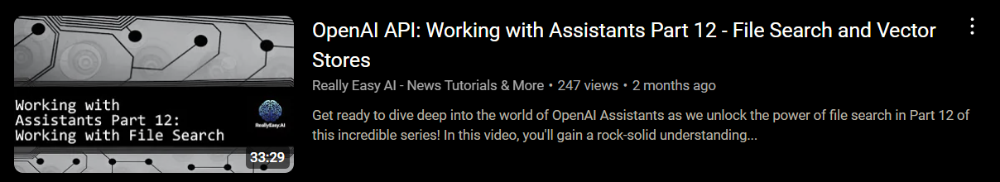 Working with
Assistants Part 12:
Working with File Search
ReallyEasy.AI
33:29
OpenAI API: Working with Assistants Part 12 - File Search and Vector
Stores
Really Easy AI - News Tutorials & More • 247 views • 2 months ago
Get ready to dive deep into the world of OpenAI Assistants as we unlock the power of file search in Part 12 of
this incredible series! In this video, you'll gain a rock-solid understanding...